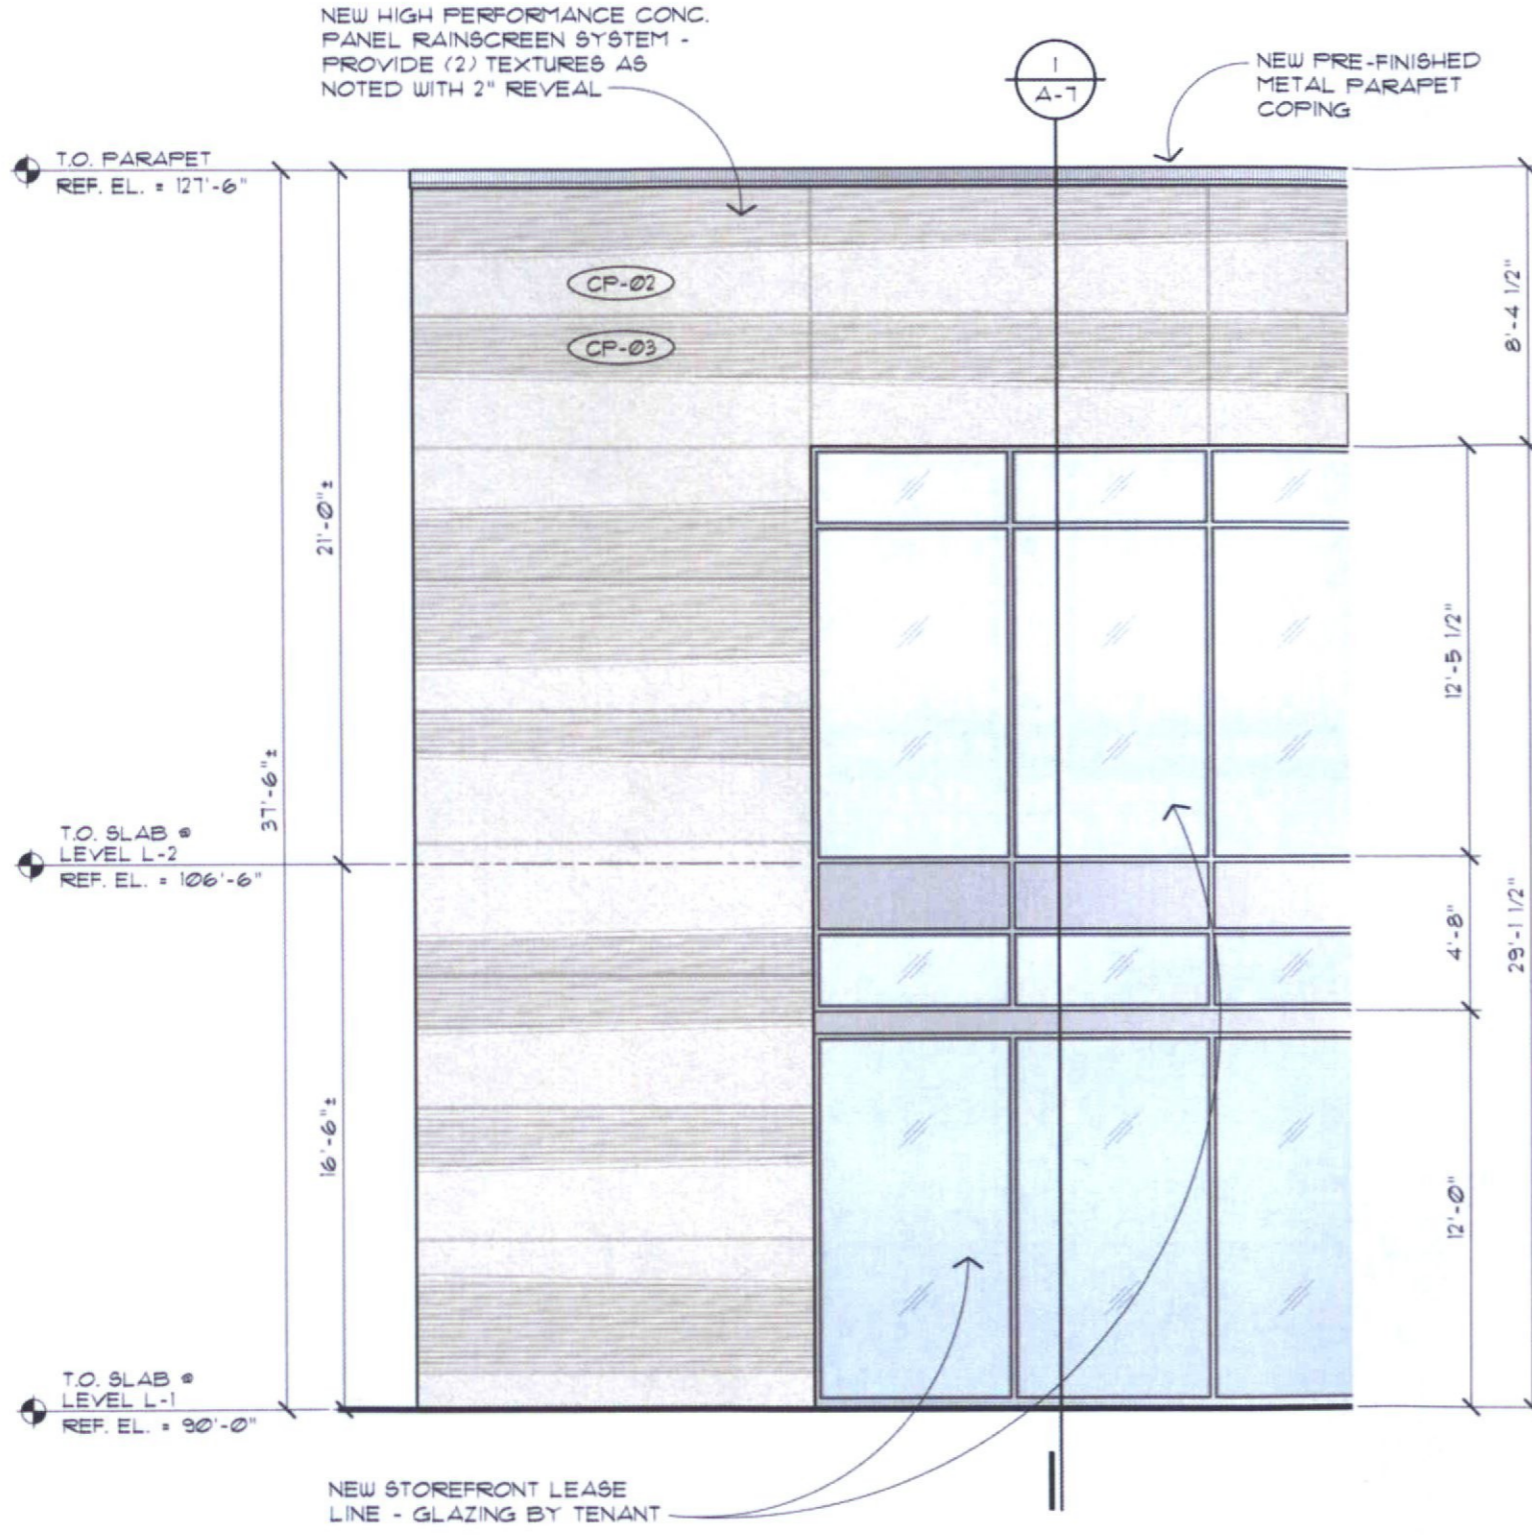 NEW HIGH PERFORMANCE CONC.
PANEL RAINSCREEN SYSTEM -
PROVIDE (2) TEXTURES AS
NOTED WITH 2" REVEAL
1
A-7
NEW PRE-FINISHED
METAL PARAPET
COPING
T.O. PARAPET
REF. EL. = 127'-6"
CP-02
CP-03
8'-4 1/2"
21'-0"±
37'-6"±
12'-5 1/2"
T.O. SLAB @
LEVEL L-2
REF. EL. = 106'-6"
4'-8"
29'-1 1/2"
16'-6"±
12'-0"
T.O. SLAB @
LEVEL L-1
REF. EL. = 90'-0"
NEW STOREFRONT LEASE
LINE - GLAZING BY TENANT